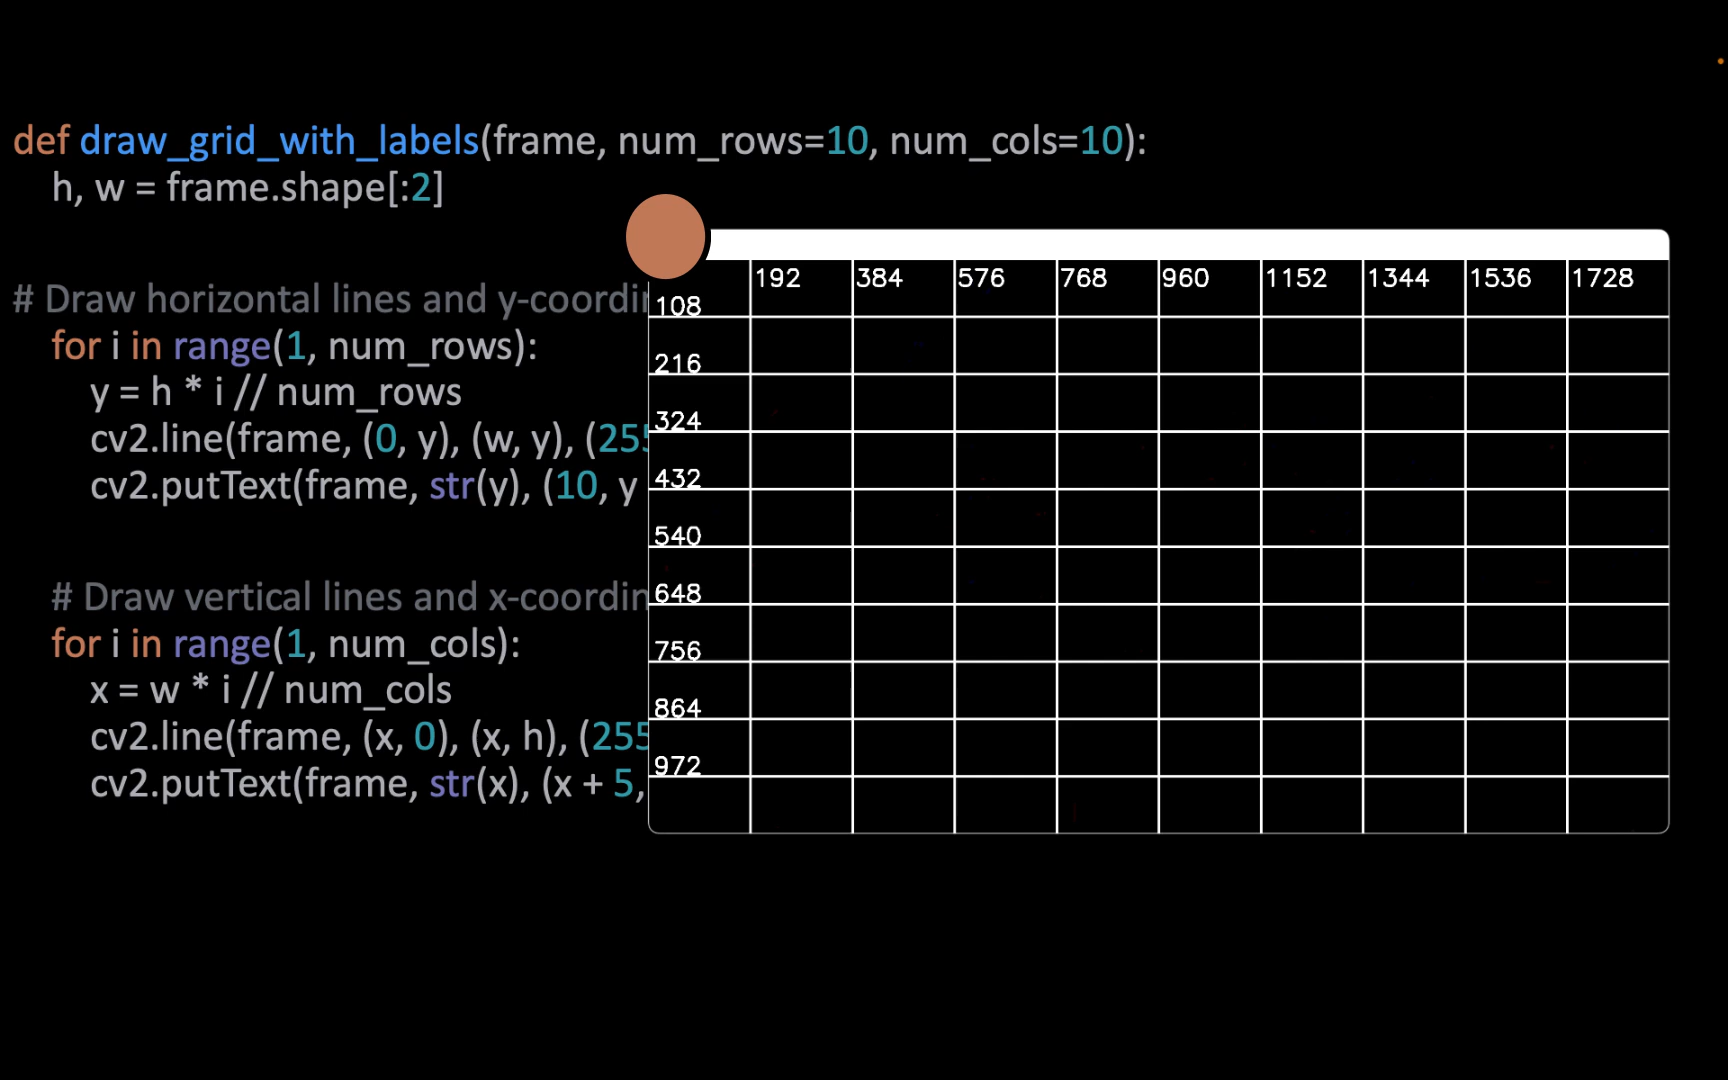 def draw_grid_with_labels(frame, num_rows=10, num_cols=10):
h, w = frame.shape[:2]
# Draw horizontal lines and y-coordin
for i in range(1, num_rows):
y = h * i // num_rows
cv2.line(frame, (0, y), (w, y), (255
cv2.putText(frame, str(y), (10, y
# Draw vertical lines and x-coordin
for i in range(1, num_cols):
x = w * i // num_cols
cv2.line(frame, (x, 0), (x, h), (255
cv2.putText(frame, str(x), (x + 5,
192 384 576 768 960 1152 1344 1536 1728
108
216
324
432
540
648
756
864
972